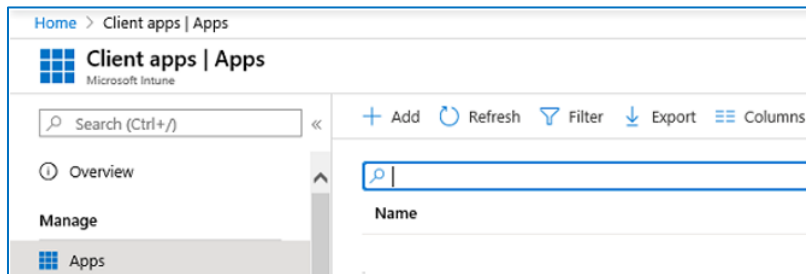 Home > Client apps | Apps
Client apps | Apps
Microsoft Intune
Search (Ctrl+/)
«
+ Add Refresh Filter Export Columns
Overview
Name
Manage
Apps